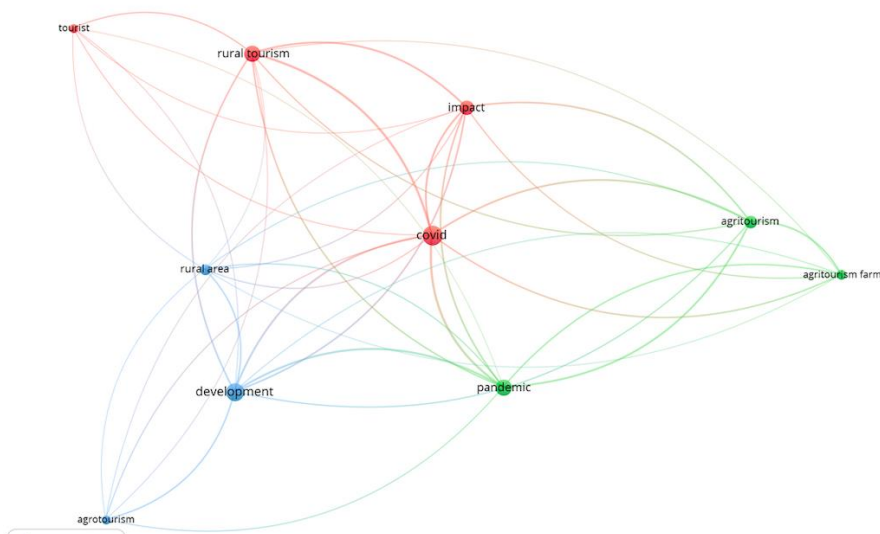 tourist
rural tourism
impact
agritourism
covid
rural area
agritourism farm
pandemic
development
agrotourism